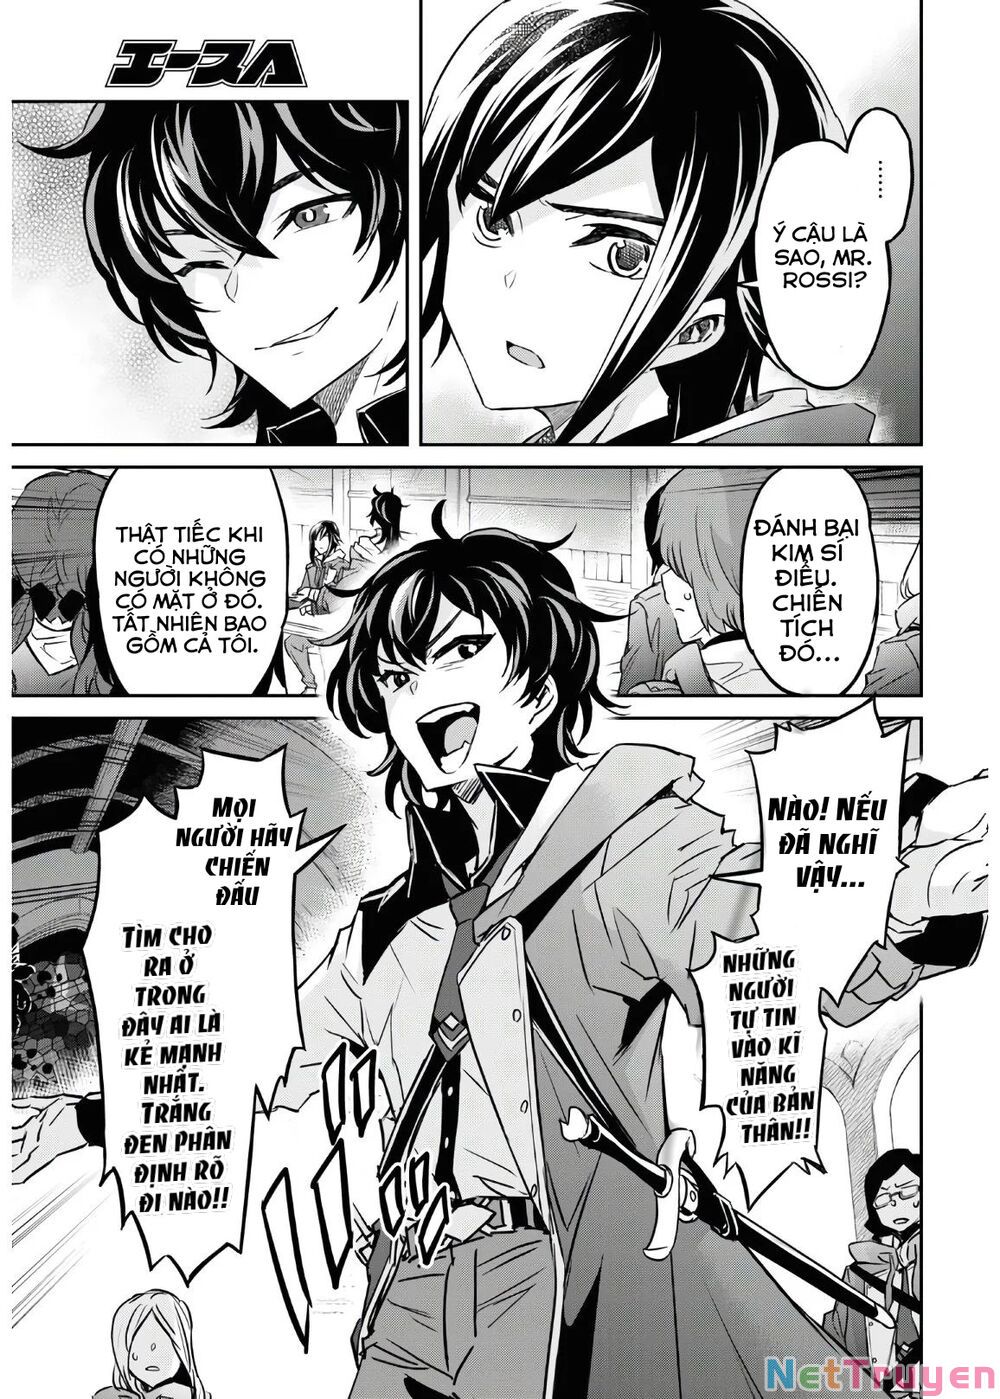 エースA
……
Ý CẬU LÀ
SAO, MR.
ROSSI?
ĐÁNH BẠI
KIM SÍ
ĐIỂU.
CHIẾN
TÍCH
ĐÓ...
THẬT TIẾC KHI
CÓ NHỮNG
NGƯỜI KHÔNG
CÓ MẶT Ở ĐÓ.
TẤT NHIÊN BAO
GỒM CẢ TÔI.
NÀO! NẾU
ĐÃ NGHĨ
VẬY...
NHỮNG
NGƯỜI
TỰ TIN
VÀO KĨ
NĂNG
CỦA BẢN
THÂN!!
MỌI
NGƯỜI HÃY
CHIẾN
ĐẤU
TÌM CHO
RA Ở
TRONG
ĐÂY AI LÀ
KẺ MẠNH
NHẤT.
TRẮNG
ĐEN PHÂN
ĐỊNH RÕ
ĐI NÀO!!
NetTruyen